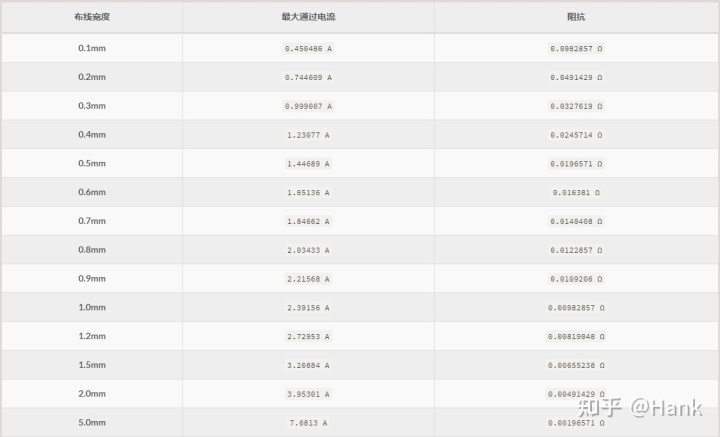 布线宽度 最大通过电流 阻抗
0.1mm 0.450486 A 0.0982857 Ω
0.2mm 0.744609 A 0.0491429 Ω
0.3mm 0.999067 A 0.0327619 Ω
0.4mm 1.23077 A 0.0245714 Ω
0.5mm 1.44689 A 0.0196571 Ω
0.6mm 1.65136 A 0.016381 Ω
0.7mm 1.84662 A 0.0140408 Ω
0.8mm 2.03433 A 0.0122857 Ω
0.9mm 2.21568 A 0.0109206 Ω
1.0mm 2.39156 A 0.00982857 Ω
1.2mm 2.72953 A 0.00819048 Ω
1.5mm 3.20884 A 0.00655238 Ω
2.0mm 3.95301 A 0.00491429 Ω
5.0mm 7.6813 A 0.00196571 Ω
知乎 @Hank